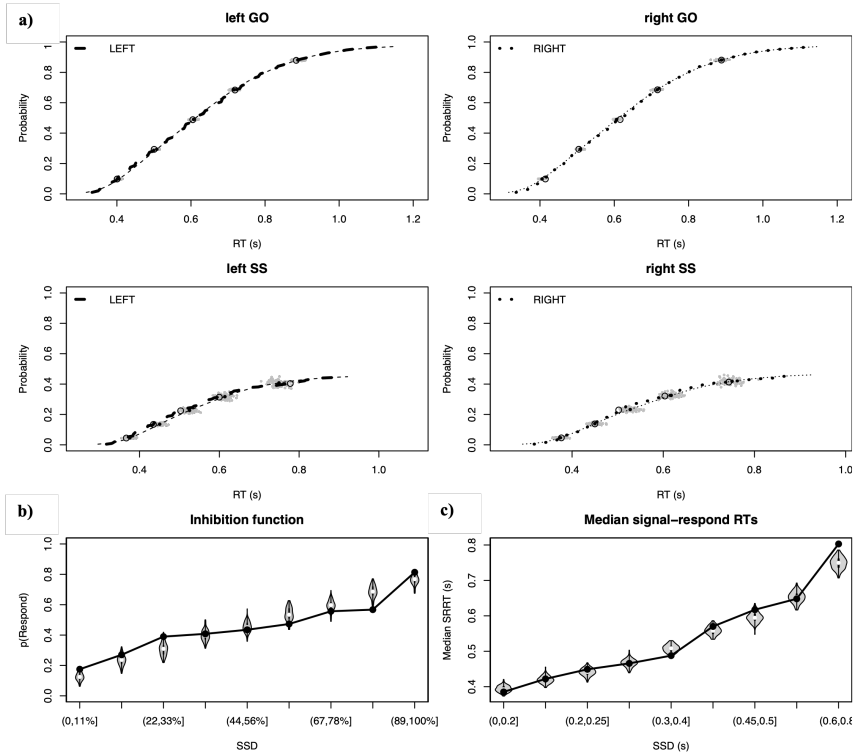 a)
left GO
right GO
LEFT
RIGHT
Probability
0.0 0.2 0.4 0.6 0.8 1
0.4 0.6 0.8 1.0 1.2
RT (s)
Probability
0.0 0.2 0.4 0.6 0.8 1
0.4 0.6 0.8 1.0 1.2
RT (s)
left SS
right SS
LEFT
RIGHT
Probability
0.0 0.2 0.4 0.6 0.8 1.0
0.4 0.6 0.8 1.0
RT (s)
Probability
0.0 0.2 0.4 0.6 0.8 1.0
0.4 0.6 0.8 1.0
RT (s)
b)
Inhibition function
p(Respond)
0.0 0.2 0.4 0.6 0.8 1.0
(0,11%] (22,33%] (44,56%] (67,78%] (89,100%]
SSD
c)
Median signal−respond RTs
Median SRRT (s)
0.4 0.5 0.6 0.7 0.8
(0,0.2] (0.2,0.25] (0.3,0.4] (0.45,0.5] (0.6,0.8
SSD (s)